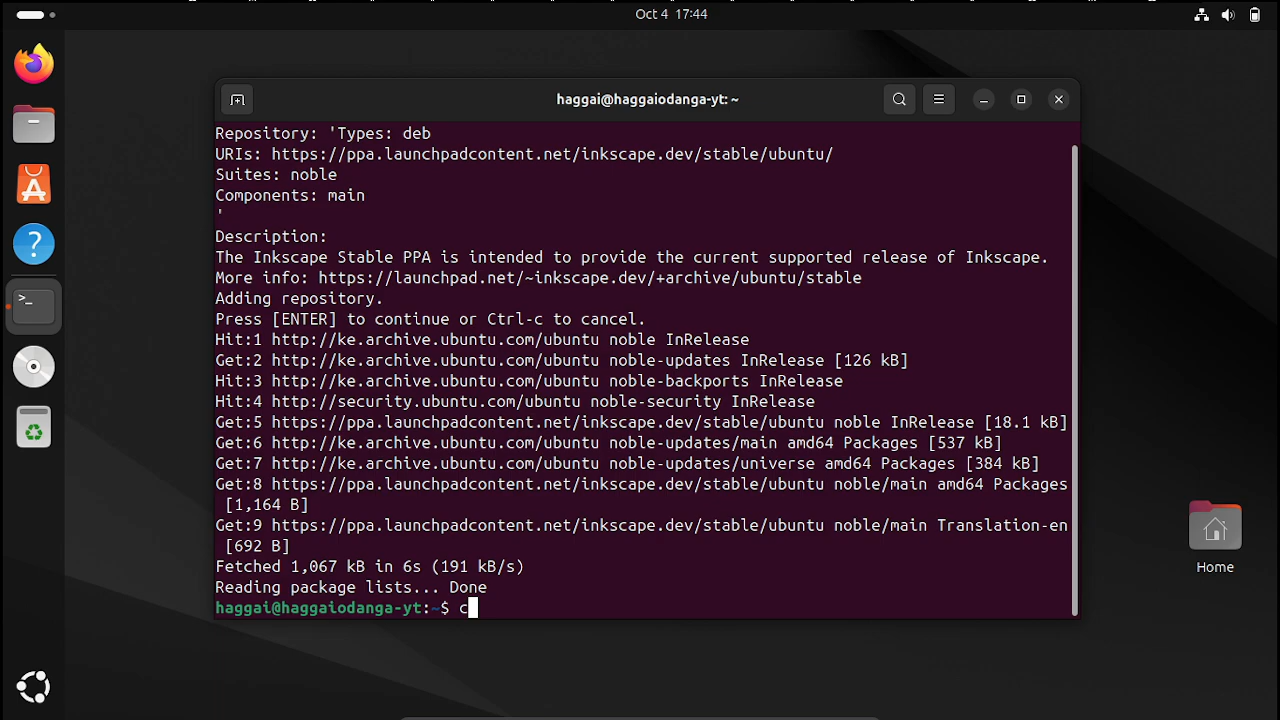 Oct 4 17:44
haggai@haggaiodanga-yt: ~
Repository: 'Types: deb
URIs: https://ppa.launchpadcontent.net/inkscape.dev/stable/ubuntu/
Suites: noble
Components: main
'
Description:
The Inkscape Stable PPA is intended to provide the current supported release of Inkscape.
More info: https://launchpad.net/~inkscape.dev/+archive/ubuntu/stable
Adding repository.
Press [ENTER] to continue or Ctrl-c to cancel.
Hit:1 http://ke.archive.ubuntu.com/ubuntu noble InRelease
Get:2 http://ke.archive.ubuntu.com/ubuntu noble-updates InRelease [126 kB]
Hit:3 http://ke.archive.ubuntu.com/ubuntu noble-backports InRelease
Hit:4 http://security.ubuntu.com/ubuntu noble-security InRelease
Get:5 https://ppa.launchpadcontent.net/inkscape.dev/stable/ubuntu noble InRelease [18.1 kB]
Get:6 http://ke.archive.ubuntu.com/ubuntu noble-updates/main amd64 Packages [537 kB]
Get:7 http://ke.archive.ubuntu.com/ubuntu noble-updates/universe amd64 Packages [384 kB]
Get:8 https://ppa.launchpadcontent.net/inkscape.dev/stable/ubuntu noble/main amd64 Packages
[1,164 B]
Get:9 https://ppa.launchpadcontent.net/inkscape.dev/stable/ubuntu noble/main Translation-en
[692 B]
Fetched 1,067 kB in 6s (191 kB/s)
Reading package lists... Done
haggai@haggaiodanga-yt:~$ c
Home